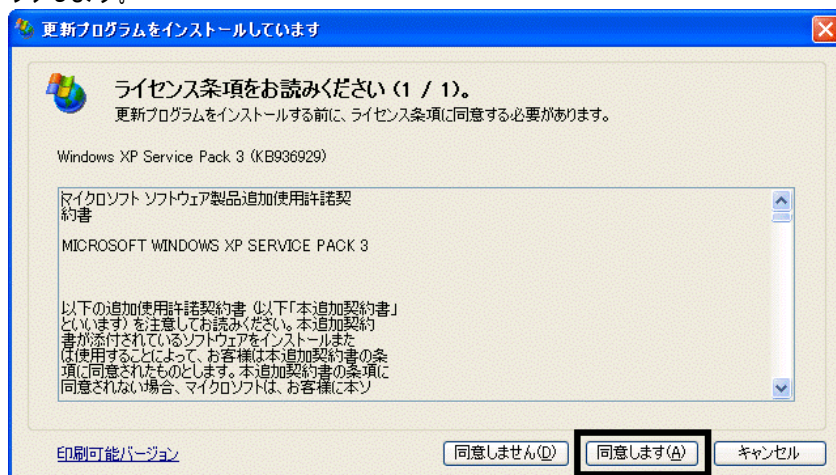 ックします。
更新プログラムをインストールしています
ライセンス条項をお読みください (1 / 1)。
更新プログラムをインストールする前に、ライセンス条項に同意する必要があります。
Windows XP Service Pack 3 (KB936929)
マイクロソフト ソフトウェア製品追加使用許諾契
約書
MICROSOFT WINDOWS XP SERVICE PACK 3
以下の追加使用許諾契約書 (以下「本追加契約書」
といいます) を注意してお読みください。本追加契約
書が添付されているソフトウェアをインストールまた
は使用することによって、お客様は本追加契約書の条
項に同意されたものとします。本追加契約書の条項に
同意されない場合、マイクロソフトは、お客様に本ソ
印刷可能バージョン
同意しません(D)
同意します(A)
キャンセル